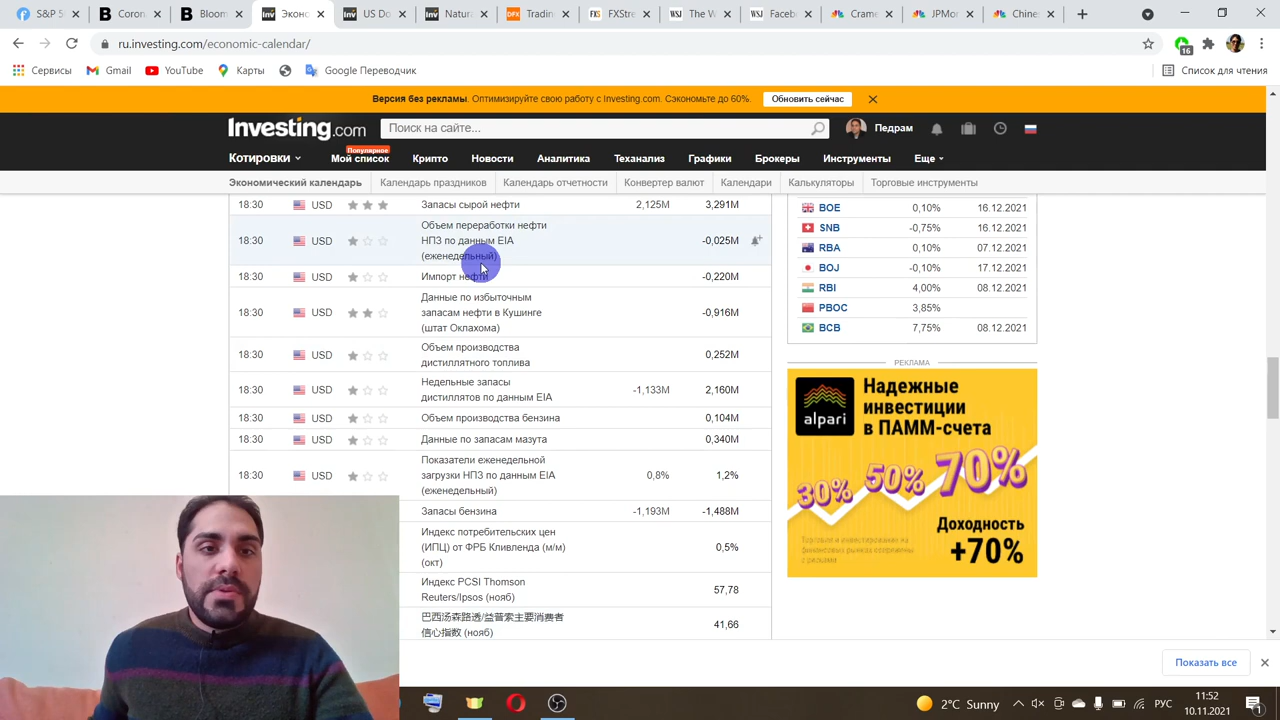 S&P 5
Coron
Bloom
Эконо
US Do
Natura
DFX
Tradin
FXS
FXStre
WSJ
The W
WSJ
Faceb
Crame
JPMo
Chine
ru.investing.com/economic-calendar/
16
Сервисы
Gmail
YouTube
Карты
Google Переводчик
Список для чтения
Версия без рекламы. Оптимизируйте свою работу с Investing.com. Сэкономьте до 60%.
Обновить сейчас
Investing.com
Поиск на сайте...
Педрам
Популярное
Котировки
Мой список
Крипто
Новости
Аналитика
Теханализ
Графики
Брокеры
Инструменты
Еще
Экономический календарь
Календарь праздников
Календарь отчетности
Конвертер валют
Календари
Калькуляторы
Торговые инструменты
18:30 USD Запасы сырой нефти 2,125M 3,291M
Объем переработки нефти
18:30 USD НПЗ по данным EIA -0,025M
(еженедельный)
18:30 USD Импорт нефти -0,220M
Данные по избыточным
18:30 USD запасам нефти в Кушинге -0,916M
(штат Оклахома)
Объем производства
18:30 USD 0,252M
дистиллятного топлива
Недельные запасы
18:30 USD -1,133M 2,160M
дистиллятов по данным EIA
18:30 USD Объем производства бензина 0,104M
18:30 USD Данные по запасам мазута 0,340M
Показатели еженедельной
18:30 USD загрузки НПЗ по данным EIA 0,8% 1,2%
(еженедельный)
Запасы бензина -1,193M -1,488M
Индекс потребительских цен
(ИПЦ) от ФРБ Кливленда (м/м) 0,5%
(окт)
Индекс PCSI Thomson
57,78
Reuters/Ipsos (нояб)
巴西汤森路透/益普索主要消费者
41,66
信心指数 (нояб)
BOE 0,10% 16.12.2021
SNB -0,75% 16.12.2021
RBA 0,10% 07.12.2021
BOJ -0,10% 17.12.2021
RBI 4,00% 08.12.2021
PBOC 3,85%
BCB 7,75% 08.12.2021
РЕКЛАМА
alpari
Надежные
инвестиции
в ПАММ-счета
30% 50% 70%
Доходность
+70%
Показать все
2°C Sunny
РУС
11:52
10.11.2021
1